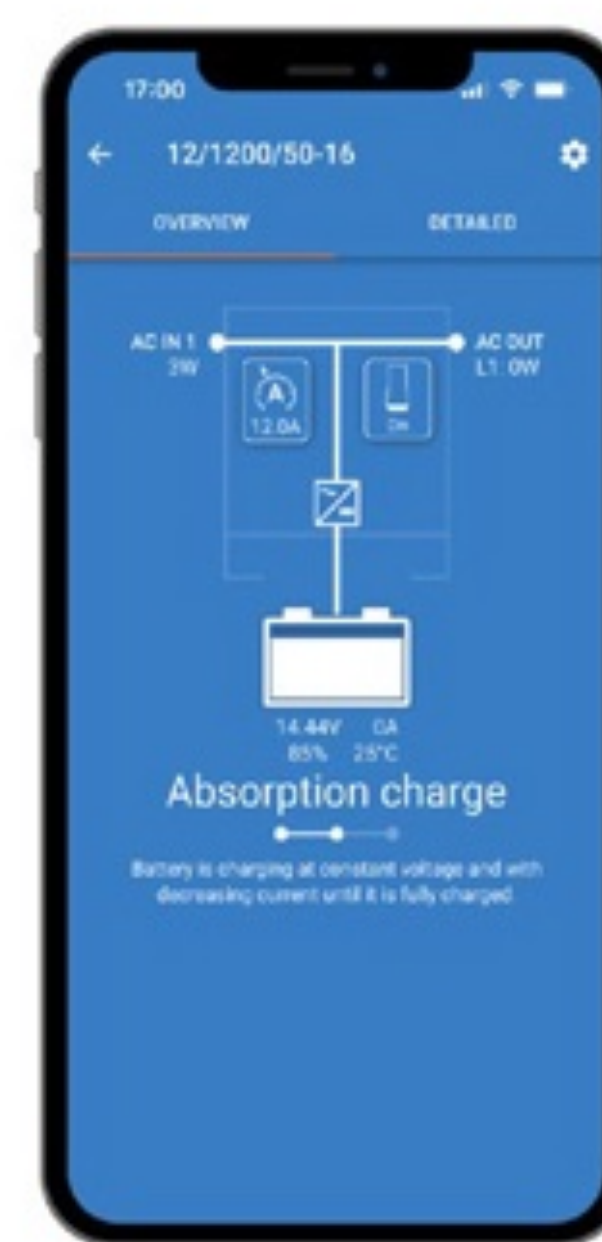 17:00
12/1200/50-16
OVERVIEW DETAILED
AC IN 1 AC OUT
L1: 0W
A
12.0A On
14.44V 0A
85% 25°C
Absorption charge
Battery is charging at constant voltage and with
decreasing current until it is fully charged